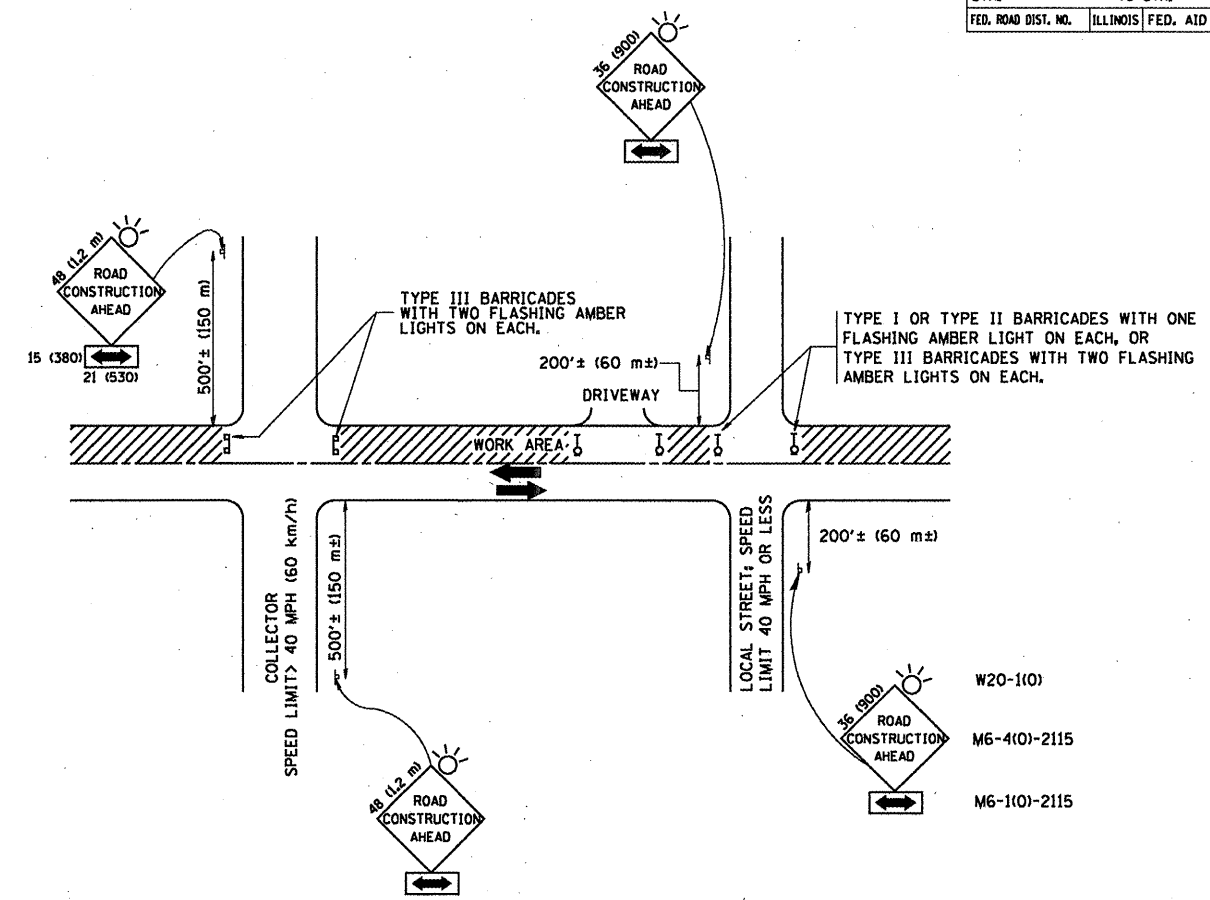 FED. ROAD DIST. NO. ILLINOIS FED. AID
36 (900)
ROAD
CONSTRUCTION
AHEAD
48 (1.2 m)
ROAD
CONSTRUCTION
AHEAD
15 (380)
21 (530)
500'± (150 m)
TYPE III BARRICADES
WITH TWO FLASHING AMBER
LIGHTS ON EACH.
TYPE I OR TYPE II BARRICADES WITH ONE
FLASHING AMBER LIGHT ON EACH, OR
TYPE III BARRICADES WITH TWO FLASHING
AMBER LIGHTS ON EACH.
200'± (60 m±)
DRIVEWAY
WORK AREA
COLLECTOR
SPEED LIMIT> 40 MPH (60 km/h)
500'± (150 m±)
LOCAL STREET; SPEED
LIMIT 40 MPH OR LESS
200'± (60 m±)
48 (1.2 m)
ROAD
CONSTRUCTION
AHEAD
36 (900)
ROAD
CONSTRUCTION
AHEAD
W20-1(O)
M6-4(O)-2115
M6-1(O)-2115